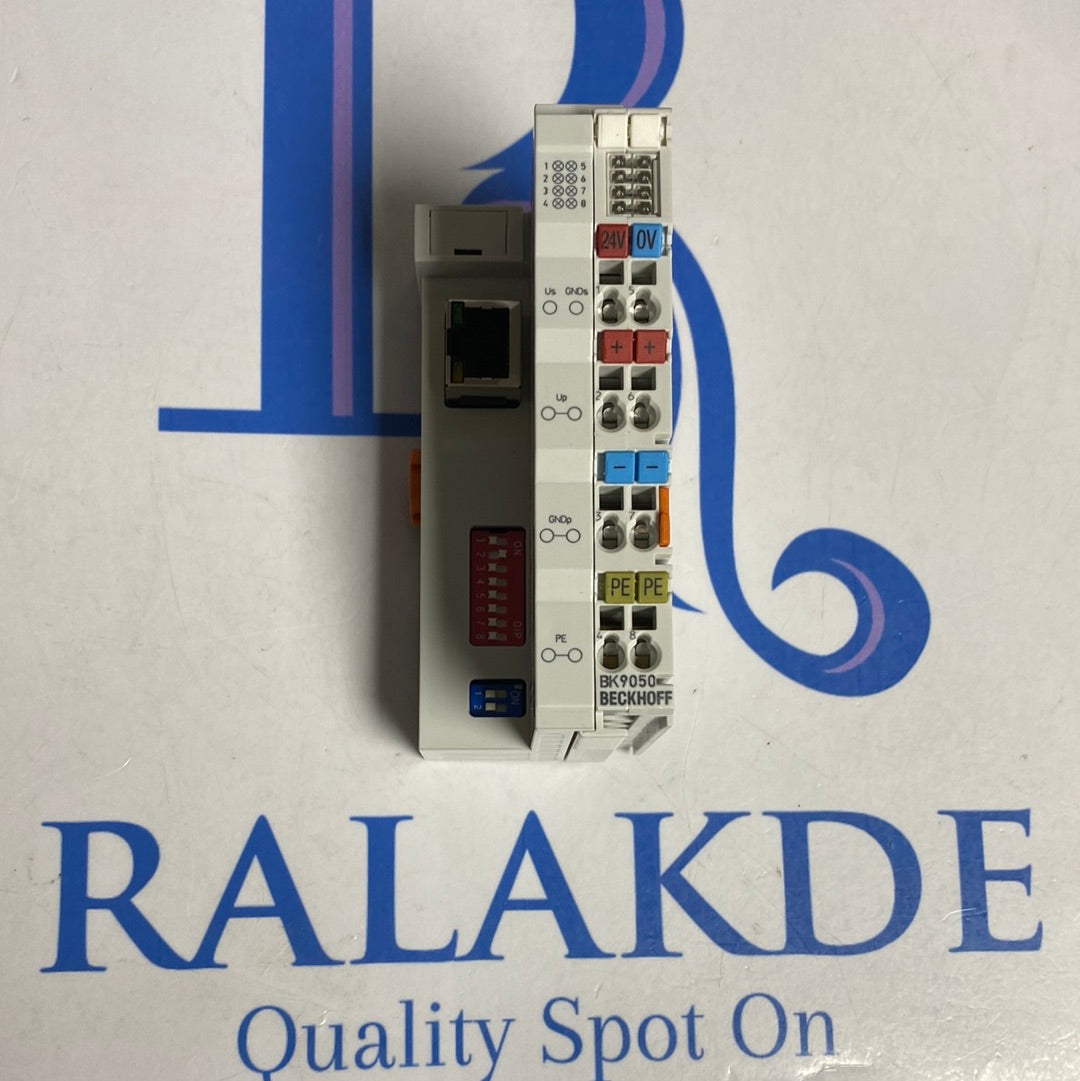 1 5
2 6
3 7
4 8
24V 0V
Us GNDs
1 5
+ +
Up
2 6
− −
GNDp
3 7
ON
1
2
3
4
5
6
7
8
DIP
PE PE
PE
4 8
BK9050
BECKHOFF
ON
1
2
RALAKDE
Quality Spot On